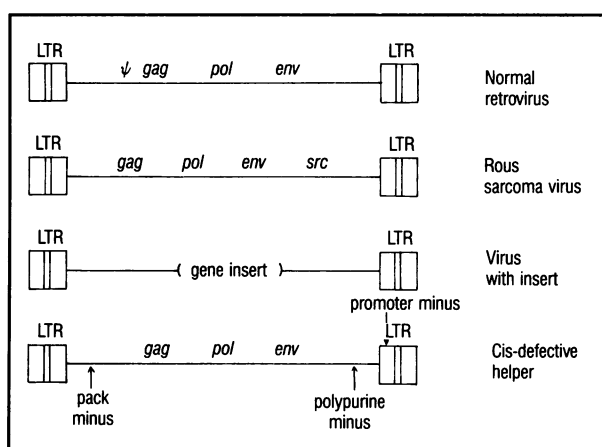 LTR LTR
ψ gag pol env
Normal
retrovirus
LTR LTR
gag pol env src
Rous
sarcoma virus
LTR LTR
( gene insert )
Virus
with insert
promoter minus
LTR LTR
gag pol env
Cis-defective
helper
pack
minus
polypurine
minus